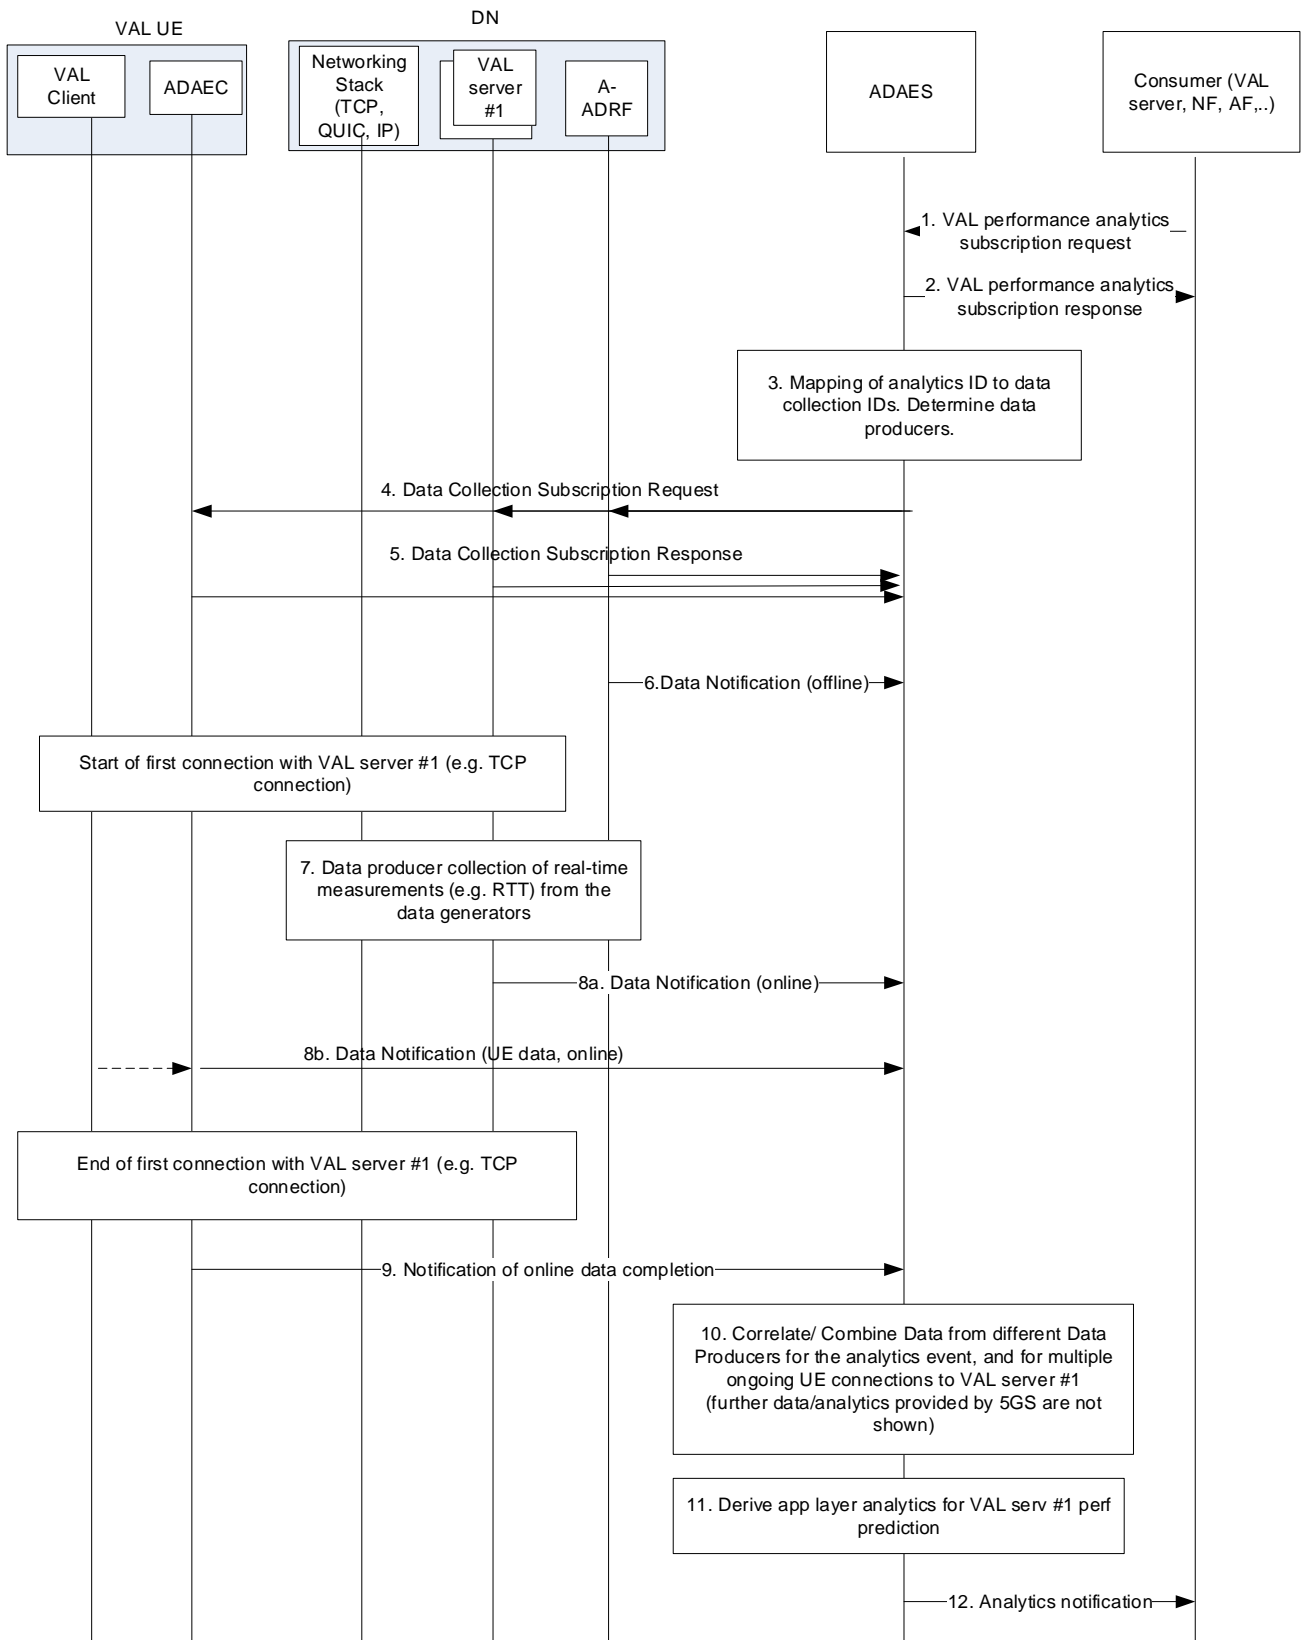 VAL UE
DN
VAL
Client
ADAEC
Networking
Stack
(TCP,
QUIC, IP)
VAL
server
#1
A-
ADRF
ADAES
Consumer (VAL
server, NF, AF,..)
1. VAL performance analytics
subscription request
2. VAL performance analytics
subscription response
3. Mapping of analytics ID to data
collection IDs. Determine data
producers.
4. Data Collection Subscription Request
5. Data Collection Subscription Response
6.Data Notification (offline)
Start of first connection with VAL server #1 (e.g. TCP
connection)
7. Data producer collection of real-time
measurements (e.g. RTT) from the
data generators
8a. Data Notification (online)
8b. Data Notification (UE data, online)
End of first connection with VAL server #1 (e.g. TCP
connection)
9. Notification of online data completion
10. Correlate/ Combine Data from different Data
Producers for the analytics event, and for multiple
ongoing UE connections to VAL server #1
(further data/analytics provided by 5GS are not
shown)
11. Derive app layer analytics for VAL serv #1 perf
prediction
12. Analytics notification